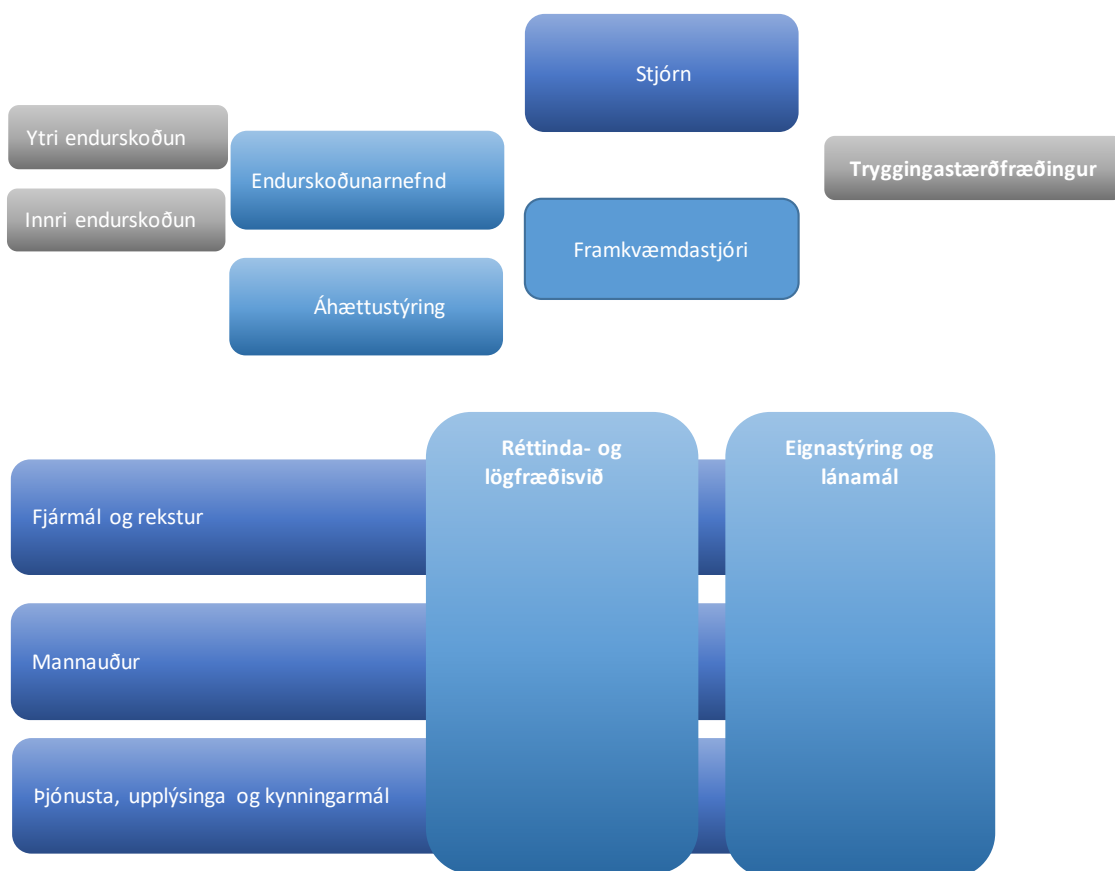 Stjórn
Ytri endurskoðun
Endurskoðunarnefnd
Tryggingastærðfræðingur
Innri endurskoðun
Framkvæmdastjóri
Áhættustýring
Réttinda- og
lögfræðisvið
Eignastýring og
lánamál
Fjármál og rekstur
Mannauður
Þjónusta, upplýsinga og kynningarmál